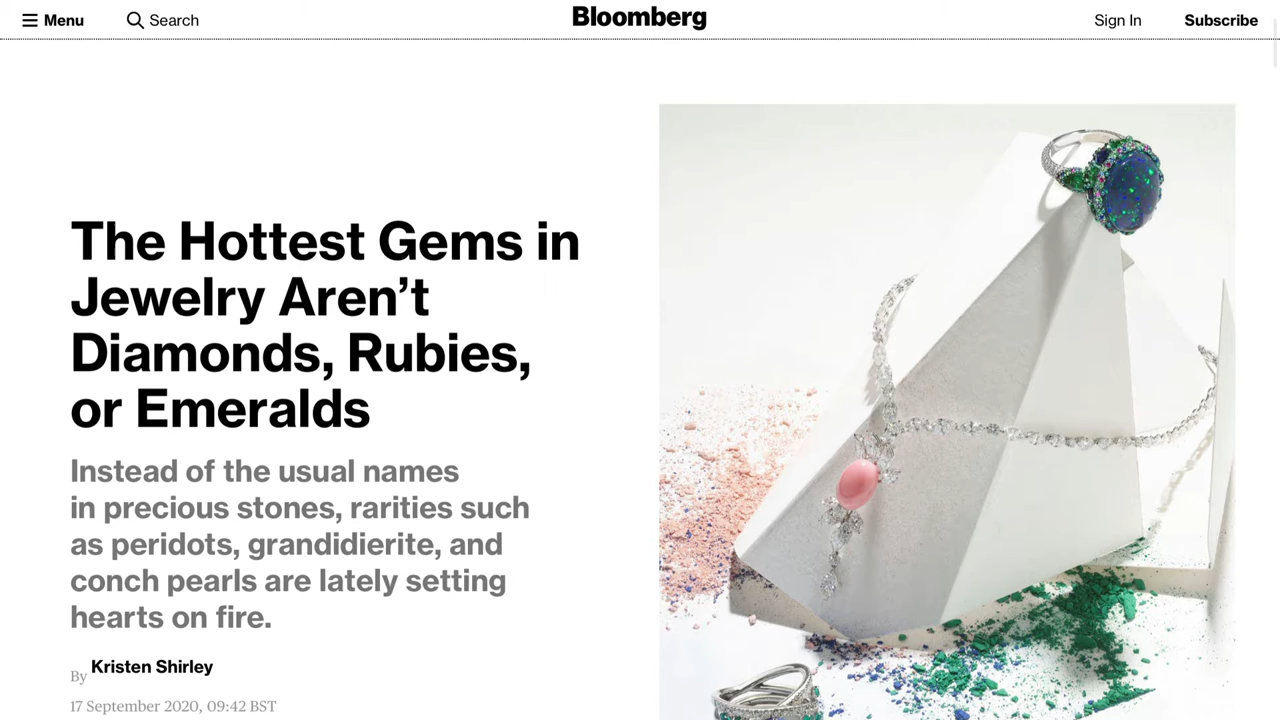 Menu
Search
Bloomberg
Sign In
Subscribe
The Hottest Gems in
Jewelry Aren’t
Diamonds, Rubies,
or Emeralds
Instead of the usual names
in precious stones, rarities such
as peridots, grandidierite, and
conch pearls are lately setting
hearts on fire.
By Kristen Shirley
17 September 2020, 09:42 BST